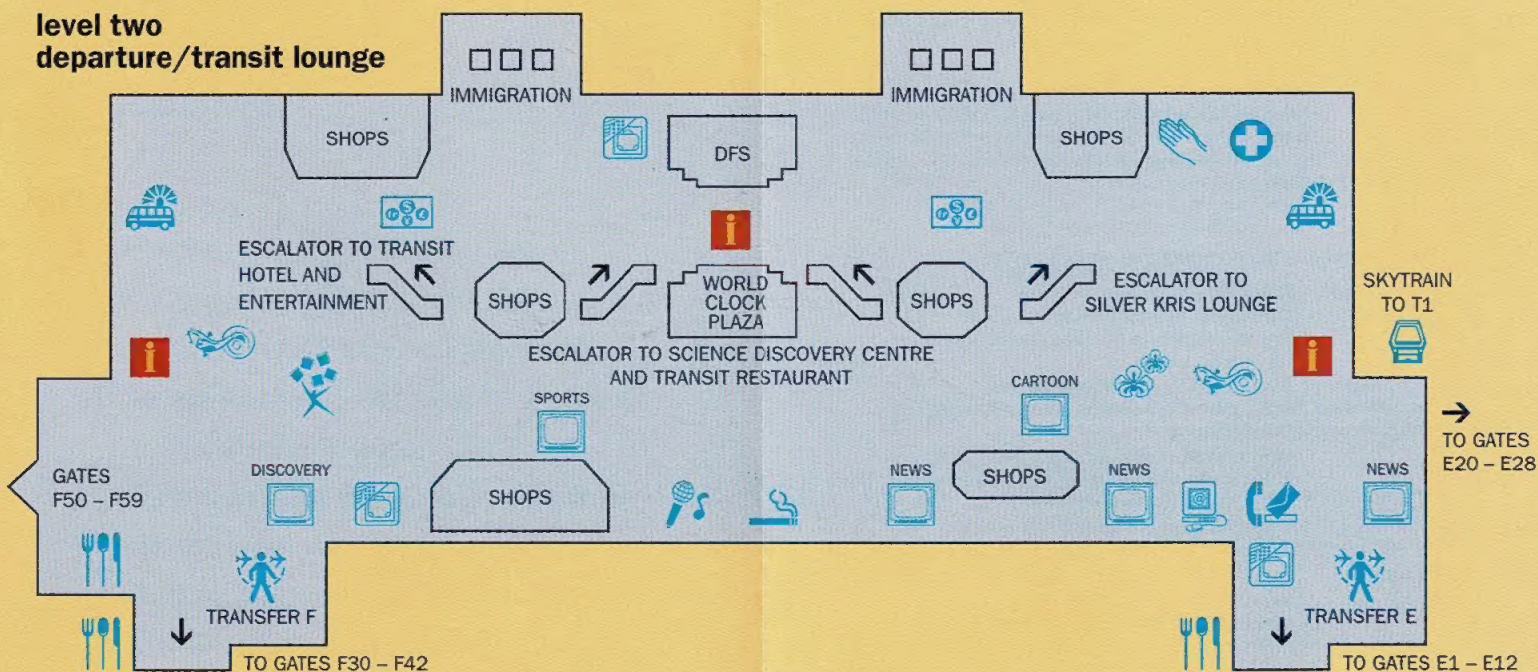 level two
departure/transit lounge
IMMIGRATION
IMMIGRATION
SHOPS
DFS
SHOPS
i
ESCALATOR TO TRANSIT
HOTEL AND
ENTERTAINMENT
SHOPS
WORLD
CLOCK
PLAZA
SHOPS
ESCALATOR TO
SILVER KRIS LOUNGE
SKYTRAIN
TO T1
i
i
ESCALATOR TO SCIENCE DISCOVERY CENTRE
AND TRANSIT RESTAURANT
SPORTS
CARTOON
TO GATES
E20 – E28
GATES
F50 – F59
DISCOVERY
SHOPS
NEWS
SHOPS
NEWS
NEWS
TRANSFER F
TRANSFER E
TO GATES F30 – F42
TO GATES E1 – E12